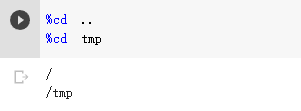 %cd ..
%cd tmp
/
/tmp